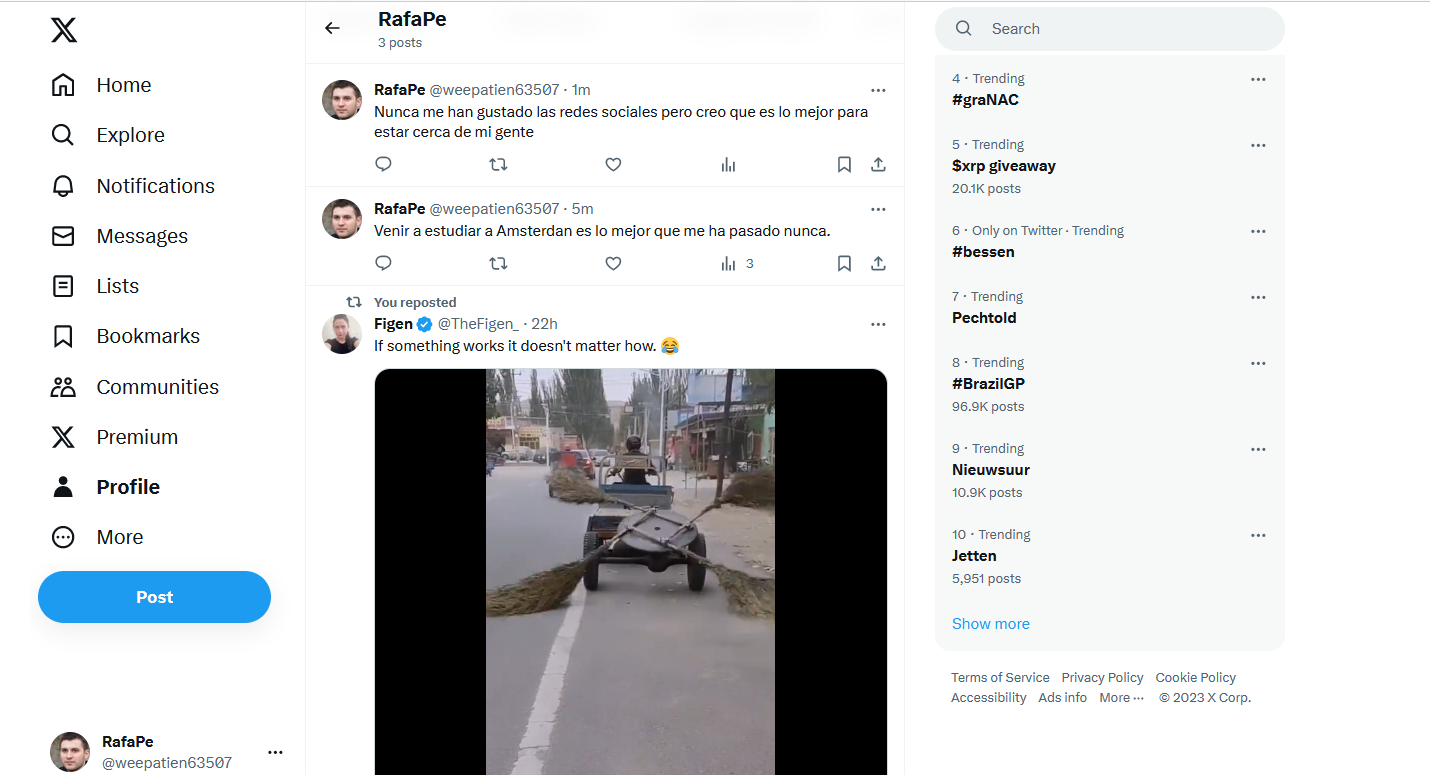 Home
Explore
Notifications
Messages
Lists
Bookmarks
Communities
Premium
Profile
More
Post
RafaPe
@weepatien63507
RafaPe
3 posts
RafaPe @weepatien63507 · 1m
Nunca me han gustado las redes sociales pero creo que es lo mejor para
estar cerca de mi gente
RafaPe @weepatien63507 · 5m
Venir a estudiar a Amsterdan es lo mejor que me ha pasado nunca.
3
You reposted
Figen @TheFigen_ · 22h
If something works it doesn't matter how. 😂
Search
4 · Trending
#graNAC
5 · Trending
$xrp giveaway
20.1K posts
6 · Only on Twitter · Trending
#bessen
7 · Trending
Pechtold
8 · Trending
#BrazilGP
96.9K posts
9 · Trending
Nieuwsuur
10.9K posts
10 · Trending
Jetten
5,951 posts
Show more
Terms of Service Privacy Policy Cookie Policy
Accessibility Ads info More ··· © 2023 X Corp.